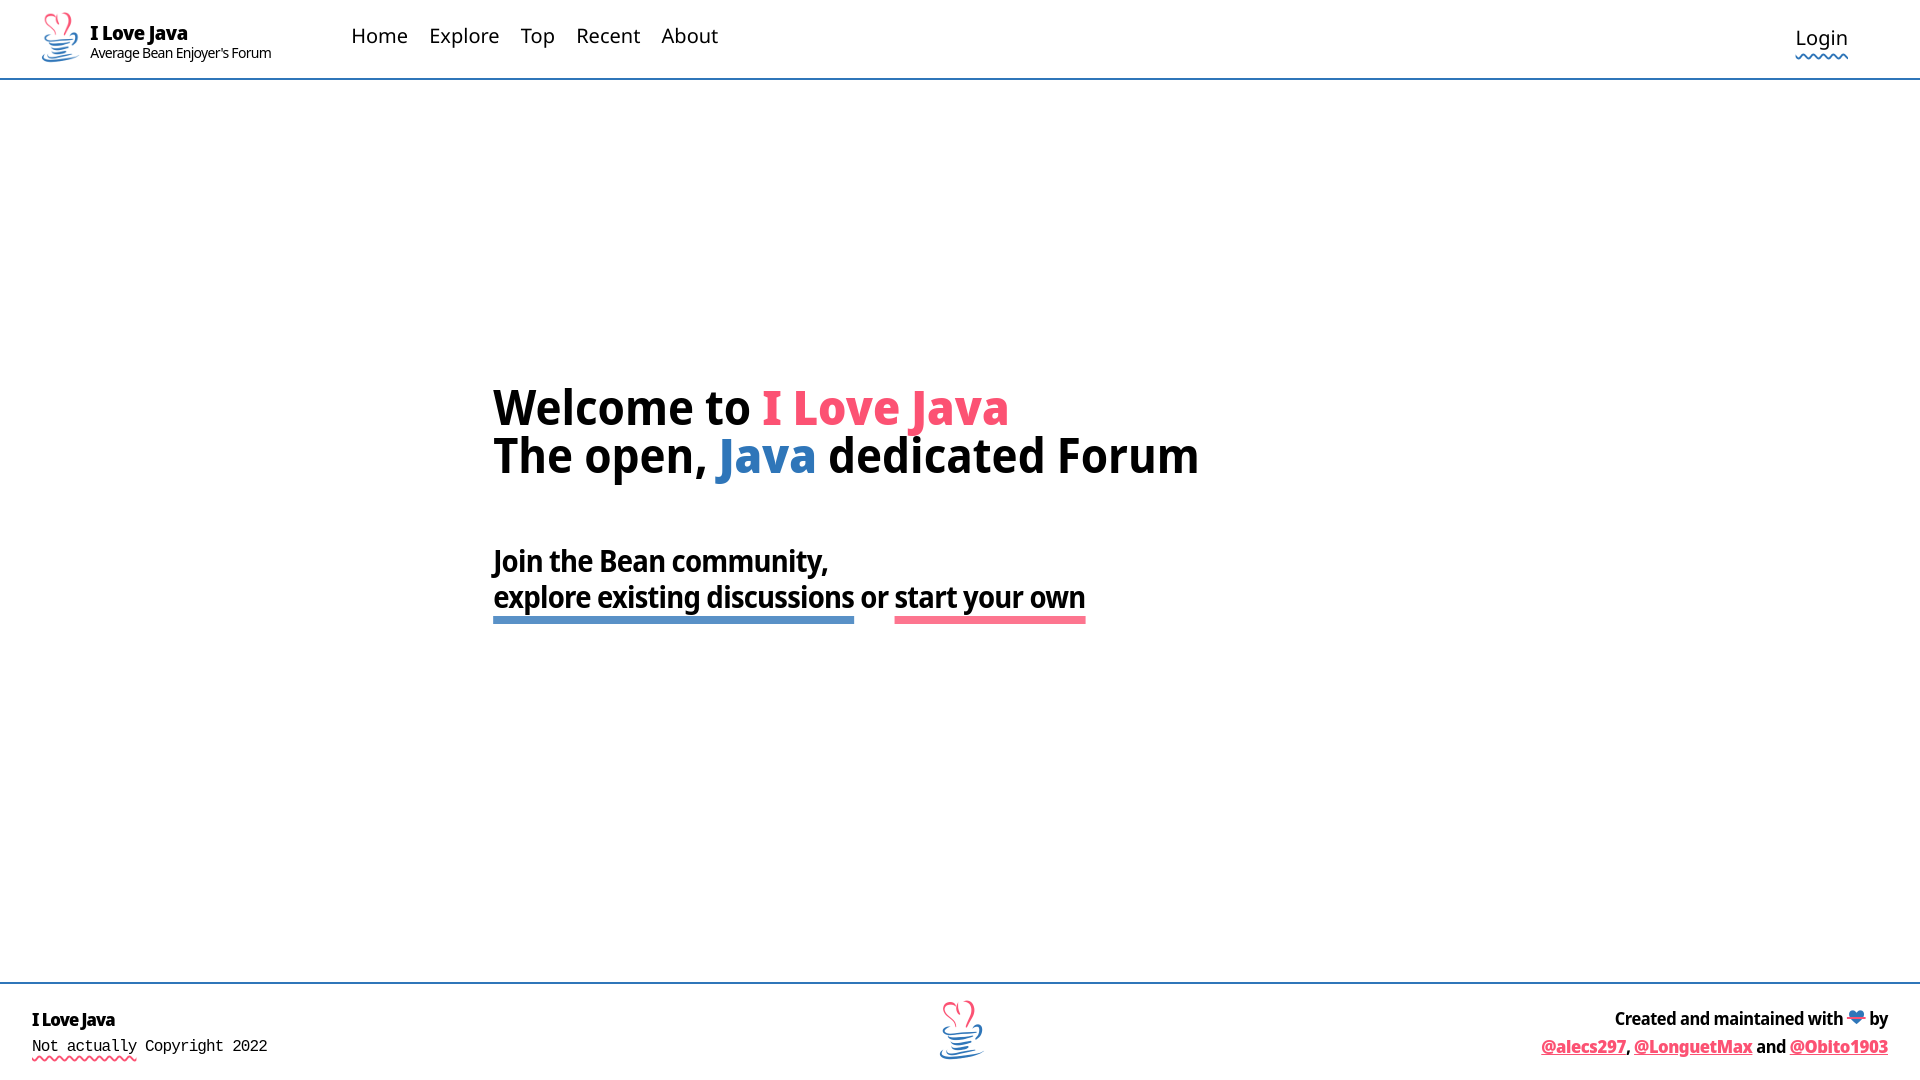 I Love Java
Average Bean Enjoyer's Forum
Home Explore Top Recent About
Login
Welcome to I Love Java
The open, Java dedicated Forum
Join the Bean community,
explore existing discussions or start your own
I Love Java
Not actually Copyright 2022
Created and maintained with by
@alecs297, @LonguetMax and @Obito1903